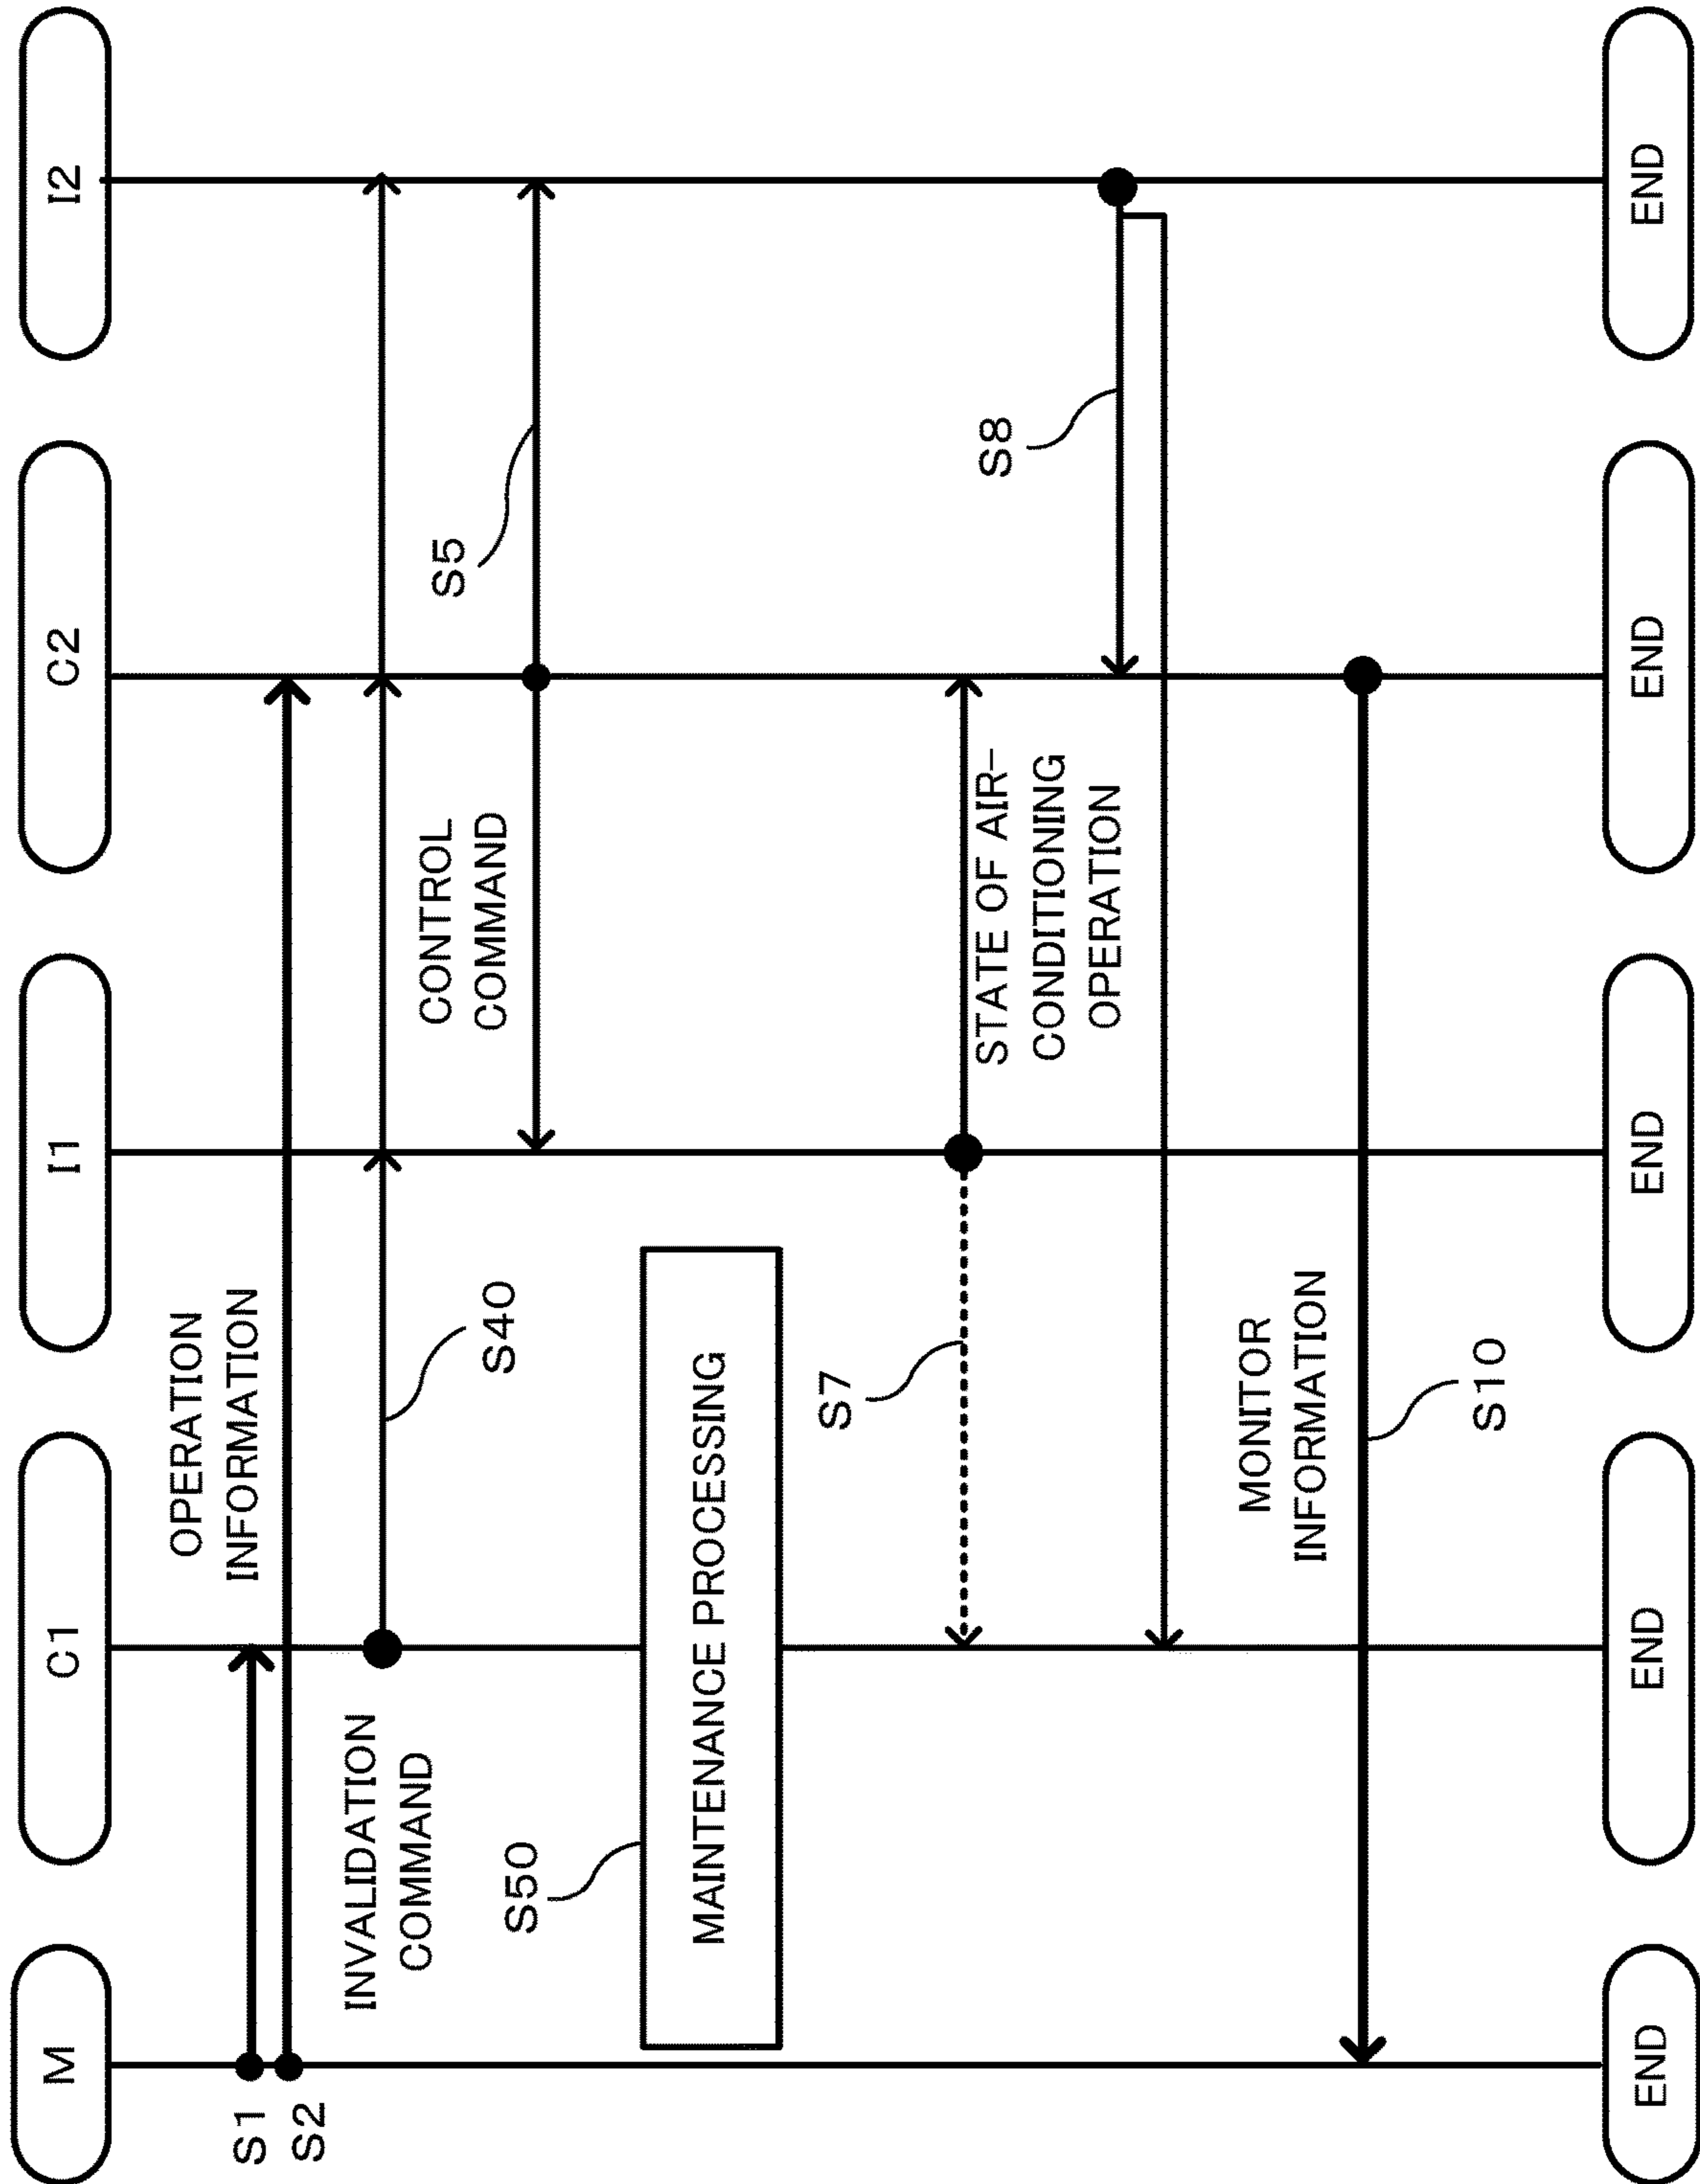 M
C1
I1
C2
I2
S1
S2
OPERATION
INFORMATION
INVALIDATION
COMMAND
S40
CONTROL
COMMAND
S5
S50
MAINTENANCE PROCESSING
S7
STATE OF AIR-
CONDITIONING
OPERATION
S8
MONITOR
INFORMATION
S10
END
END
END
END
END